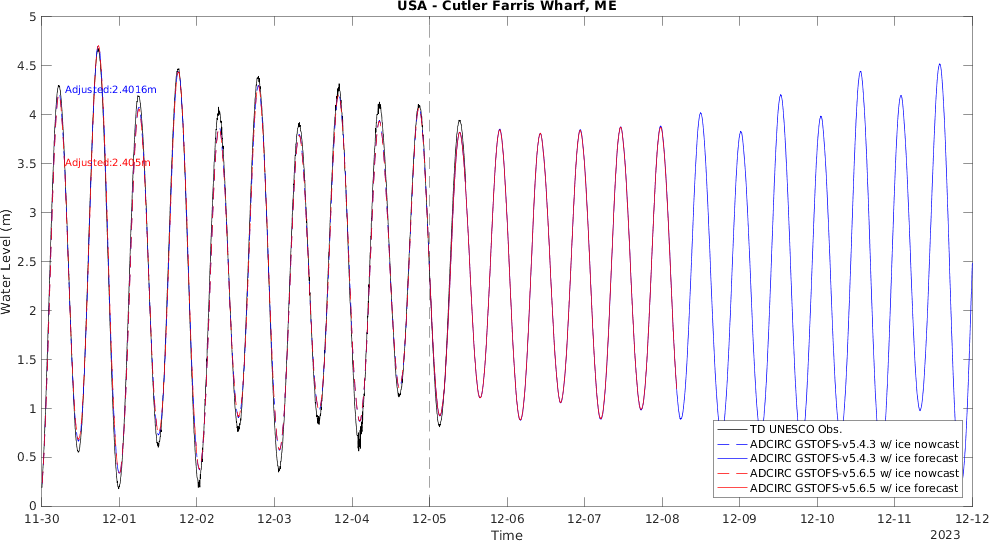 USA - Cutler Farris Wharf, ME
5
4.5
4
3.5
3
2.5
2
1.5
1
0.5
0
Water Level (m)
Adjusted:2.4016m
Adjusted:2.405m
TD UNESCO Obs.
ADCIRC GSTOFS-v5.4.3 w/ ice nowcast
ADCIRC GSTOFS-v5.4.3 w/ ice forecast
ADCIRC GSTOFS-v5.6.5 w/ ice nowcast
ADCIRC GSTOFS-v5.6.5 w/ ice forecast
11-30 12-01 12-02 12-03 12-04 12-05 12-06 12-07 12-08 12-09 12-10 12-11 12-12
Time
2023